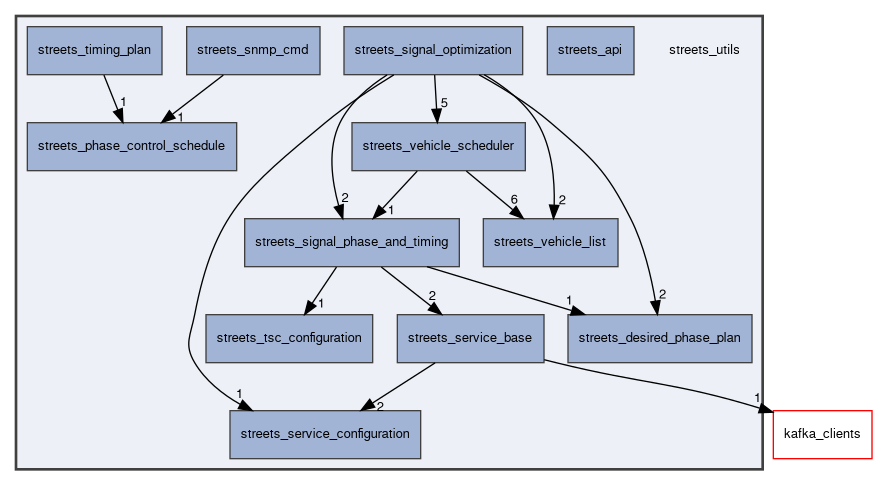 streets_timing_plan
streets_snmp_cmd
streets_signal_optimization
streets_api
streets_utils
1
1
5
streets_phase_control_schedule
streets_vehicle_scheduler
2
1
6
2
streets_signal_phase_and_timing
streets_vehicle_list
1
2
1
2
streets_tsc_configuration
streets_service_base
streets_desired_phase_plan
1
2
1
streets_service_configuration
kafka_clients